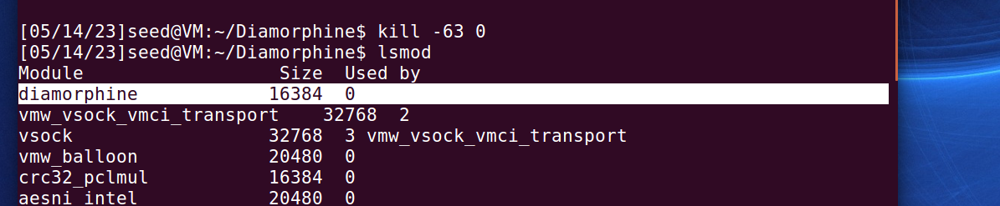 [05/14/23]seed@VM:~/Diamorphine$ kill -63 0
[05/14/23]seed@VM:~/Diamorphine$ lsmod
Module                  Size  Used by
diamorphine            16384  0
vmw_vsock_vmci_transport    32768  2
vsock                  32768  3 vmw_vsock_vmci_transport
vmw_balloon            20480  0
crc32_pclmul           16384  0
aesni_intel            20480  0